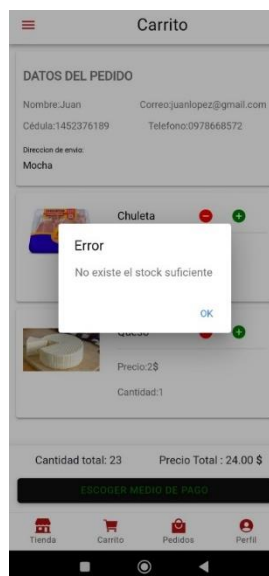 Carrito
DATOS DEL PEDIDO
Nombre:Juan Correo:juanlopez@gmail.com
Cédula:1452376189 Telefono:0978668572
Direccion de envio:
Mocha
Chuleta
Error
No existe el stock suficiente
OK
Queso
Precio:2$
Cantidad:1
Cantidad total: 23 Precio Total : 24.00 $
ESCOGER MEDIO DE PAGO
Tienda Carrito Pedidos Perfil